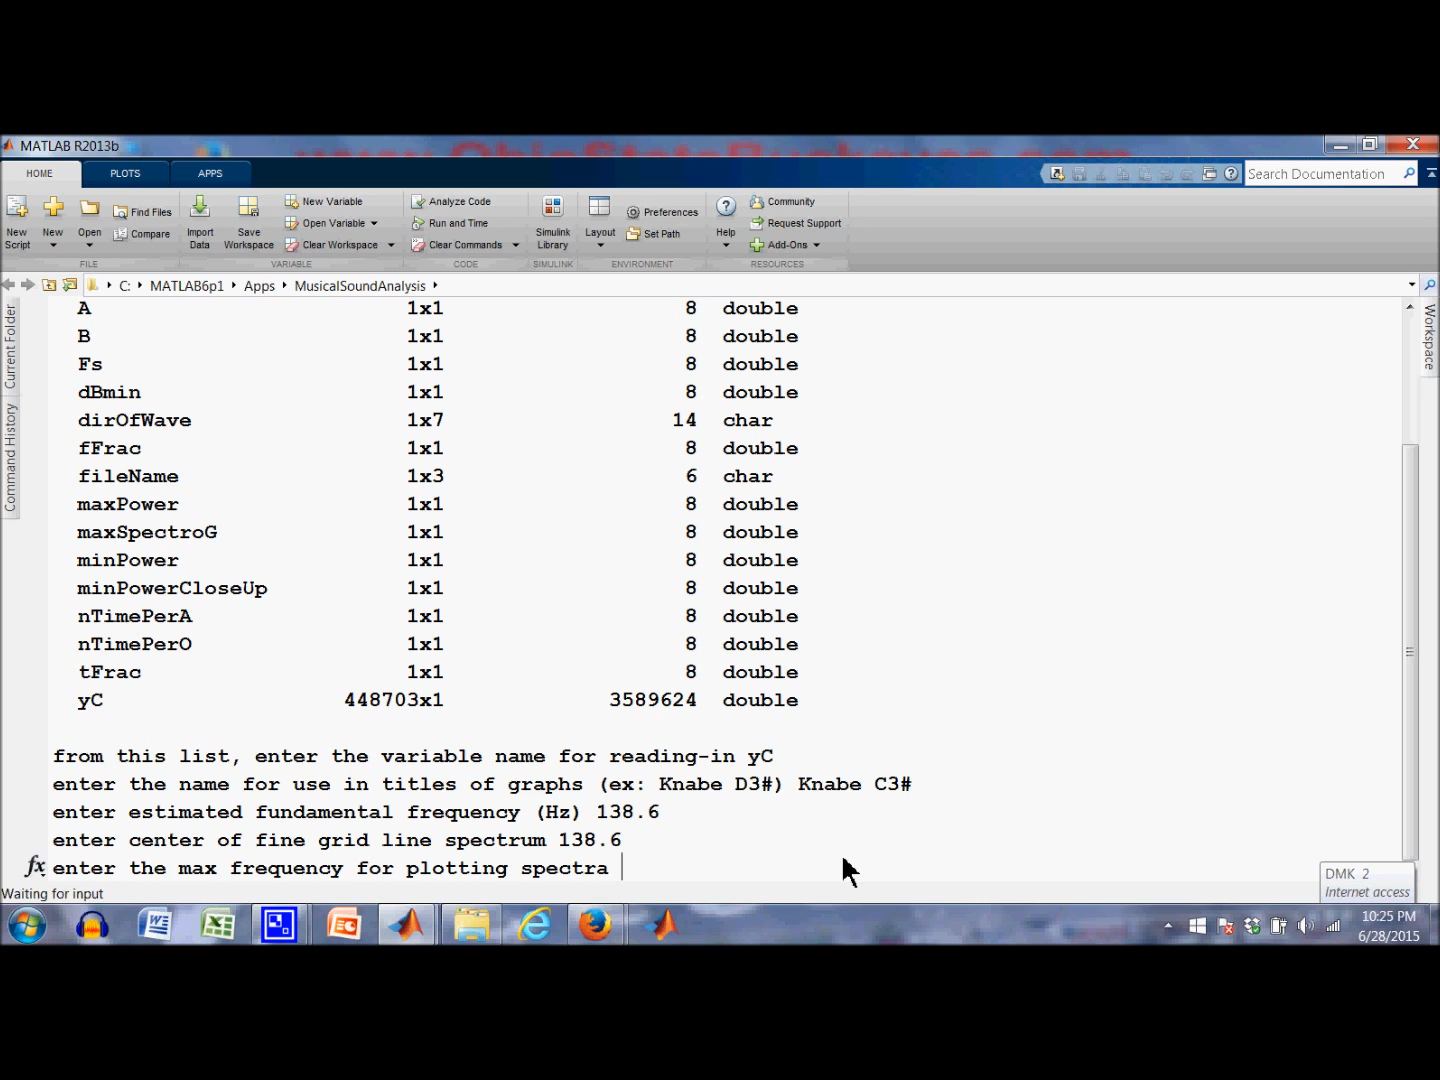 MATLAB R2013b
HOME PLOTS APPS
Search Documentation
New Script
New
Open
Find Files
Compare
Import Data
Save Workspace
New Variable
Open Variable
Clear Workspace
Analyze Code
Run and Time
Clear Commands
Simulink Library
Layout
Preferences
Set Path
Help
Community
Request Support
Add-Ons
FILE VARIABLE CODE SIMULINK ENVIRONMENT RESOURCES
C: MATLAB6p1 Apps MusicalSoundAnalysis
Current Folder
Command History
Workspace
A 1x1 8 double
B 1x1 8 double
Fs 1x1 8 double
dBmin 1x1 8 double
dirOfWave 1x7 14 char
fFrac 1x1 8 double
fileName 1x3 6 char
maxPower 1x1 8 double
maxSpectroG 1x1 8 double
minPower 1x1 8 double
minPowerCloseUp 1x1 8 double
nTimePerA 1x1 8 double
nTimePerO 1x1 8 double
tFrac 1x1 8 double
yC 448703x1 3589624 double
from this list, enter the variable name for reading-in yC
enter the name for use in titles of graphs (ex: Knabe D3#) Knabe C3#
enter estimated fundamental frequency (Hz) 138.6
enter center of fine grid line spectrum 138.6
fx enter the max frequency for plotting spectra
Waiting for input
DMK 2
Internet access
10:25 PM
6/28/2015